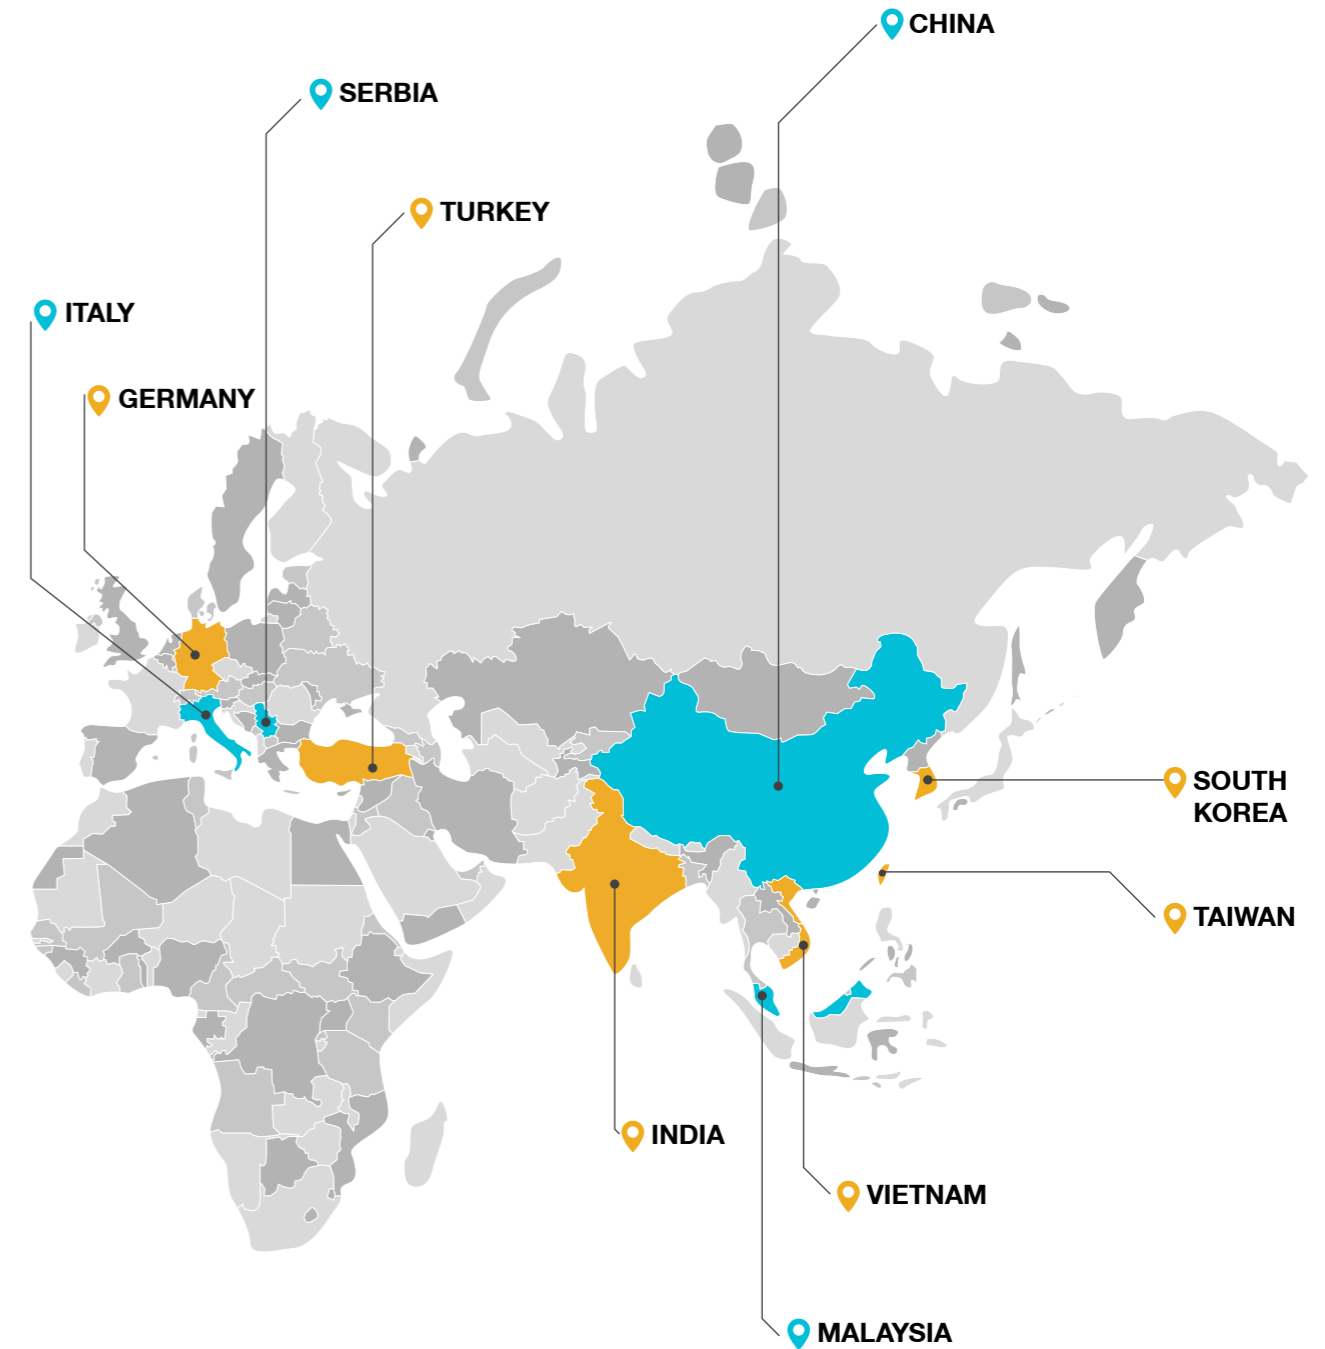 CHINA
SERBIA
TURKEY
ITALY
GERMANY
SOUTH
KOREA
TAIWAN
INDIA
VIETNAM
MALAYSIA